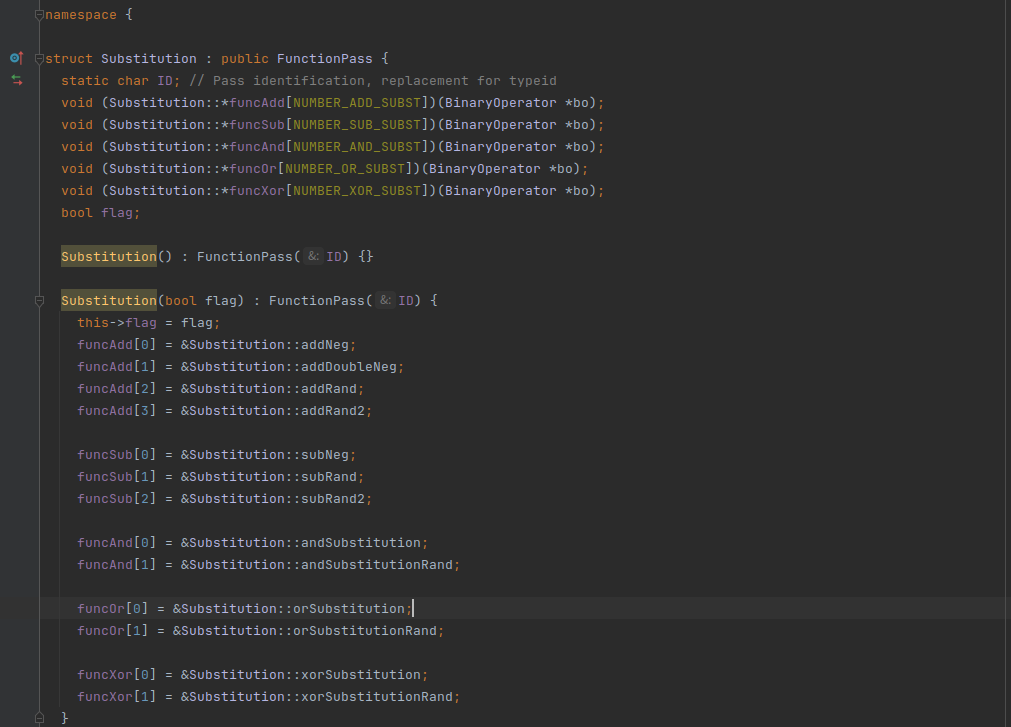 namespace {
struct Substitution : public FunctionPass {
static char ID; // Pass identification, replacement for typeid
void (Substitution::*funcAdd[NUMBER_ADD_SUBST])(BinaryOperator *bo);
void (Substitution::*funcSub[NUMBER_SUB_SUBST])(BinaryOperator *bo);
void (Substitution::*funcAnd[NUMBER_AND_SUBST])(BinaryOperator *bo);
void (Substitution::*funcOr[NUMBER_OR_SUBST])(BinaryOperator *bo);
void (Substitution::*funcXor[NUMBER_XOR_SUBST])(BinaryOperator *bo);
bool flag;
Substitution() : FunctionPass( &: ID) {}
Substitution(bool flag) : FunctionPass( &: ID) {
this->flag = flag;
funcAdd[0] = &Substitution::addNeg;
funcAdd[1] = &Substitution::addDoubleNeg;
funcAdd[2] = &Substitution::addRand;
funcAdd[3] = &Substitution::addRand2;
funcSub[0] = &Substitution::subNeg;
funcSub[1] = &Substitution::subRand;
funcSub[2] = &Substitution::subRand2;
funcAnd[0] = &Substitution::andSubstitution;
funcAnd[1] = &Substitution::andSubstitutionRand;
funcOr[0] = &Substitution::orSubstitution;
funcOr[1] = &Substitution::orSubstitutionRand;
funcXor[0] = &Substitution::xorSubstitution;
funcXor[1] = &Substitution::xorSubstitutionRand;
}